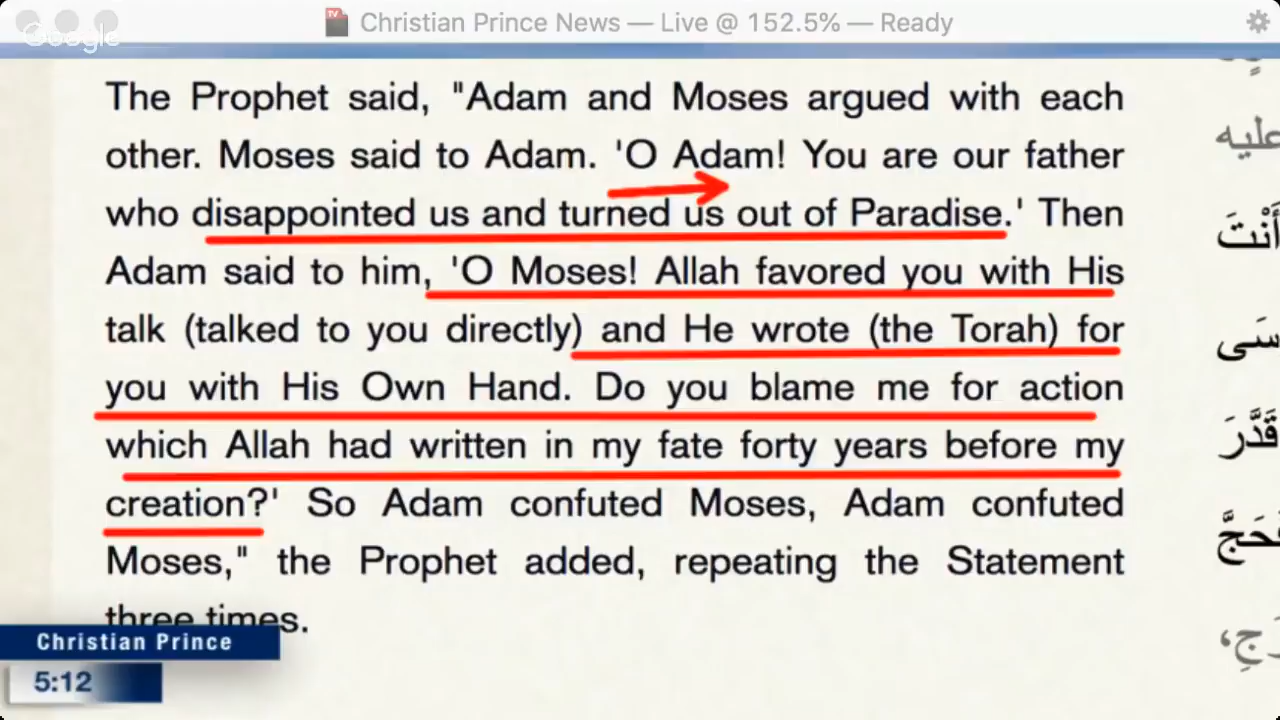 Google
TV
Christian Prince News — Live @ 152.5% — Ready
The Prophet said, "Adam and Moses argued with each
other. Moses said to Adam. 'O Adam! You are our father
who disappointed us and turned us out of Paradise.' Then
Adam said to him, 'O Moses! Allah favored you with His
talk (talked to you directly) and He wrote (the Torah) for
you with His Own Hand. Do you blame me for action
which Allah had written in my fate forty years before my
creation?' So Adam confuted Moses, Adam confuted
Moses," the Prophet added, repeating the Statement
three times.
عليه
أَنْتَ
قَدَّرَ
Christian Prince
5:12